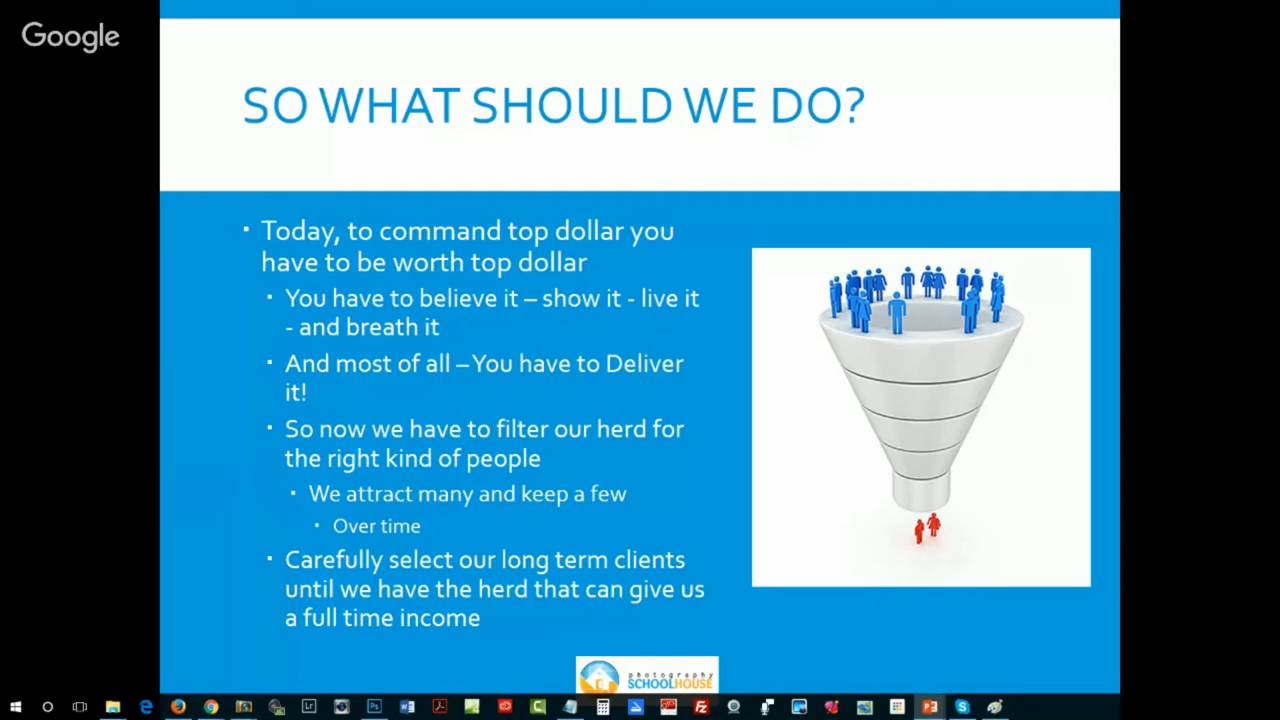 Google
SO WHAT SHOULD WE DO?
Today, to command top dollar you
have to be worth top dollar
You have to believe it – show it - live it
- and breath it
And most of all – You have to Deliver
it!
So now we have to filter our herd for
the right kind of people
We attract many and keep a few
Over time
Carefully select our long term clients
until we have the herd that can give us
a full time income
photography
SCHOOLHOUSE
Lr
Ps